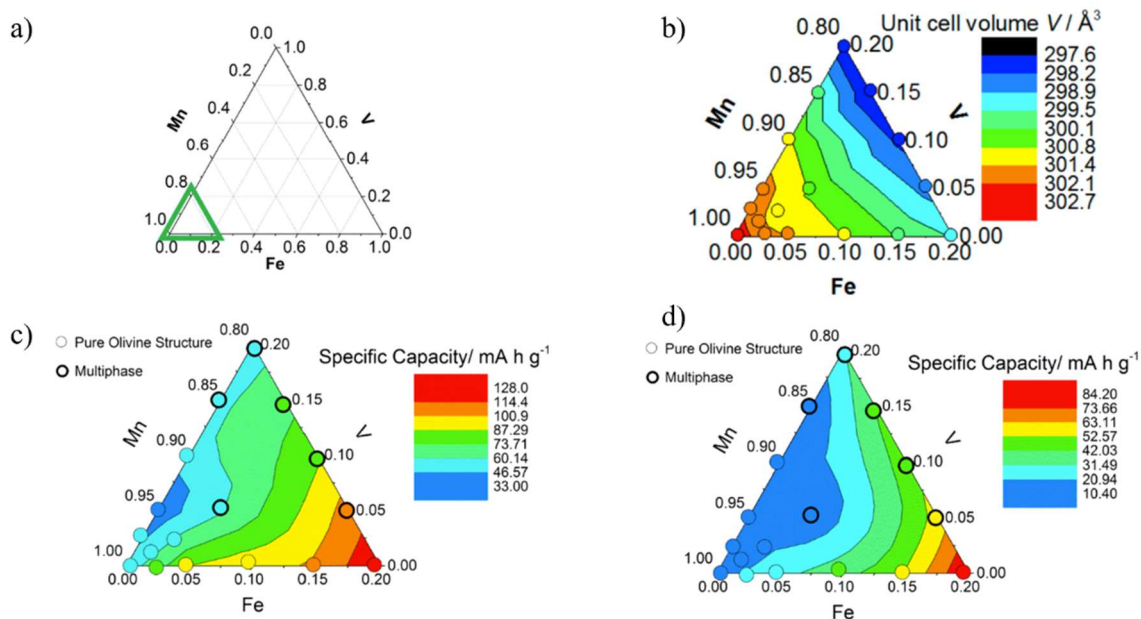 a)
0.0
1.0
0.2
0.8
Mn
V
0.4
0.6
0.6
0.4
0.8
0.2
1.0
0.0
0.0 0.2 0.4 0.5 0.7 0.8 1.0
Fe
b)
Unit cell volume V / Å³
0.80
0.20
297.6
298.2
298.9
299.5
300.1
300.8
301.4
302.1
302.7
0.85
0.15
Mn
V
0.90
0.10
0.95
0.05
1.00
0.00
0.00 0.05 0.10 0.15 0.20
Fe
c)
Pure Olivine Structure
Multiphase
0.80
0.20
Specific Capacity/ mA h g⁻¹
128.0
114.4
100.9
87.29
73.71
60.14
46.57
33.00
0.85
0.15
Mn
V
0.90
0.10
0.95
0.05
1.00
0.00
0.00 0.05 0.10 0.15 0.20
Fe
d)
Pure Olivine Structure
Multiphase
0.80
0.20
Specific Capacity/ mA h g⁻¹
84.20
73.66
63.11
52.57
42.03
31.49
20.94
10.40
0.85
0.15
Mn
V
0.90
0.10
0.95
0.05
1.00
0.00
0.00 0.05 0.10 0.15 0.20
Fe